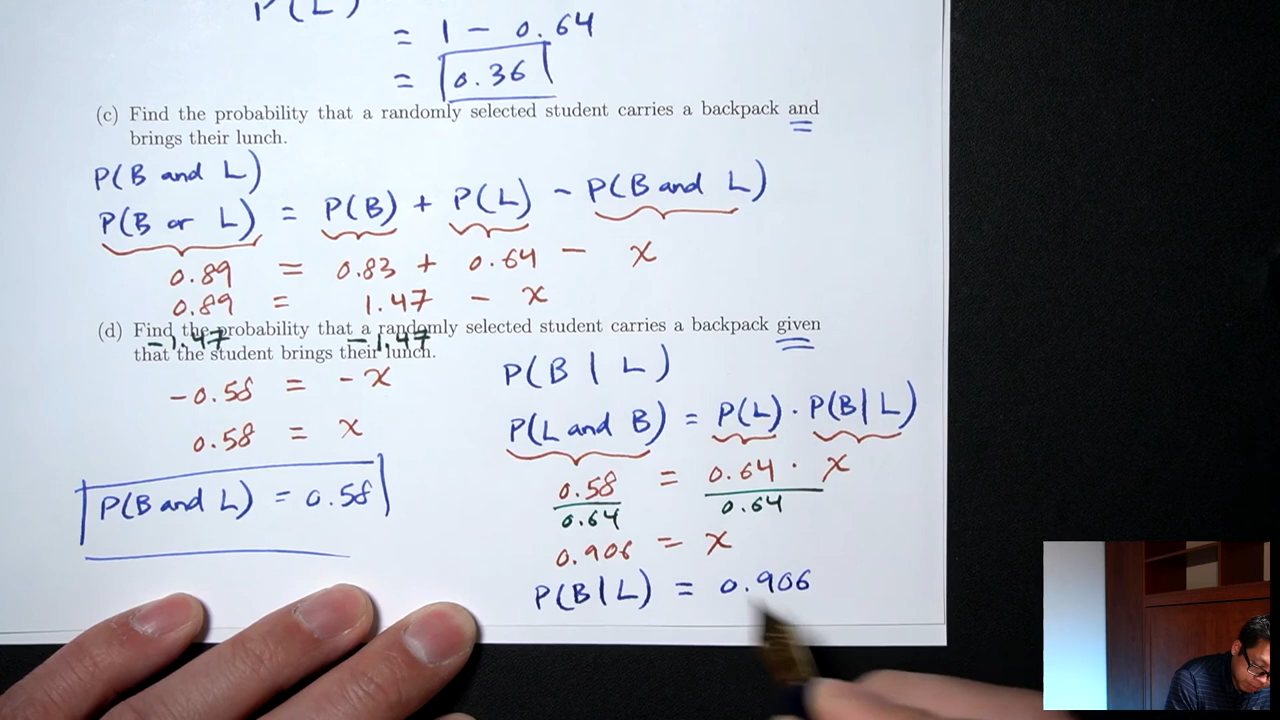 P(L)
= 1 - 0.64
= 0.36
(c) Find the probability that a randomly selected student carries a backpack and
brings their lunch.
P(B and L)
P(B or L) = P(B) + P(L) - P(B and L)
0.89 = 0.83 + 0.64 - x
0.89 = 1.47 - x
(d) Find the probability that a randomly selected student carries a backpack given
that the student brings their lunch.
-1.47 -1.47
-0.58 = -x
0.58 = x
P(B and L) = 0.58
P(B | L)
P(L and B) = P(L) · P(B|L)
0.58 = 0.64 · x
0.64 0.64
0.906 = x
P(B|L) = 0.906